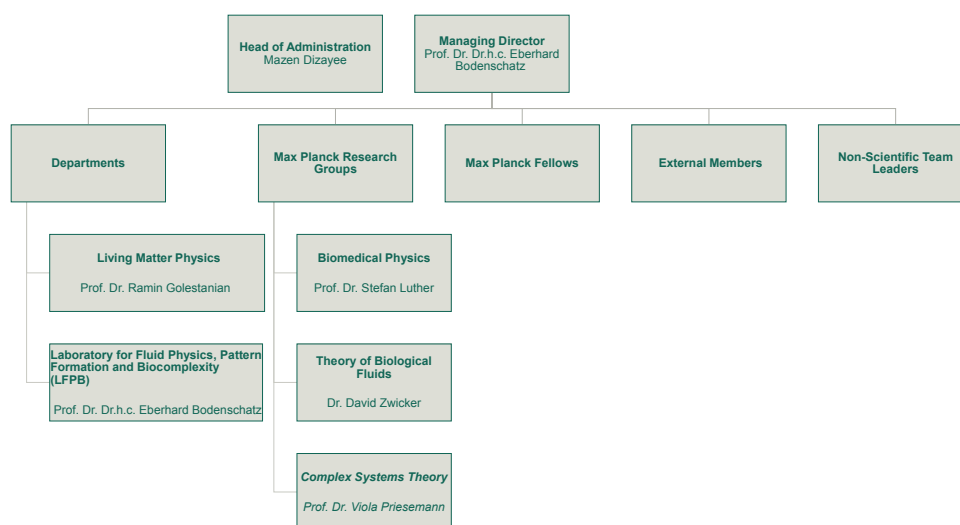 Head of Administration
Mazen Dizayee
Managing Director
Prof. Dr. Dr.h.c. Eberhard
Bodenschatz
Departments
Max Planck Research
Groups
Max Planck Fellows
External Members
Non-Scientific Team
Leaders
Living Matter Physics
Prof. Dr. Ramin Golestanian
Biomedical Physics
Prof. Dr. Stefan Luther
Laboratory for Fluid Physics, Pattern
Formation and Biocomplexity
(LFPB)
Prof. Dr. Dr.h.c. Eberhard Bodenschatz
Theory of Biological
Fluids
Dr. David Zwicker
Complex Systems Theory
Prof. Dr. Viola Priesemann